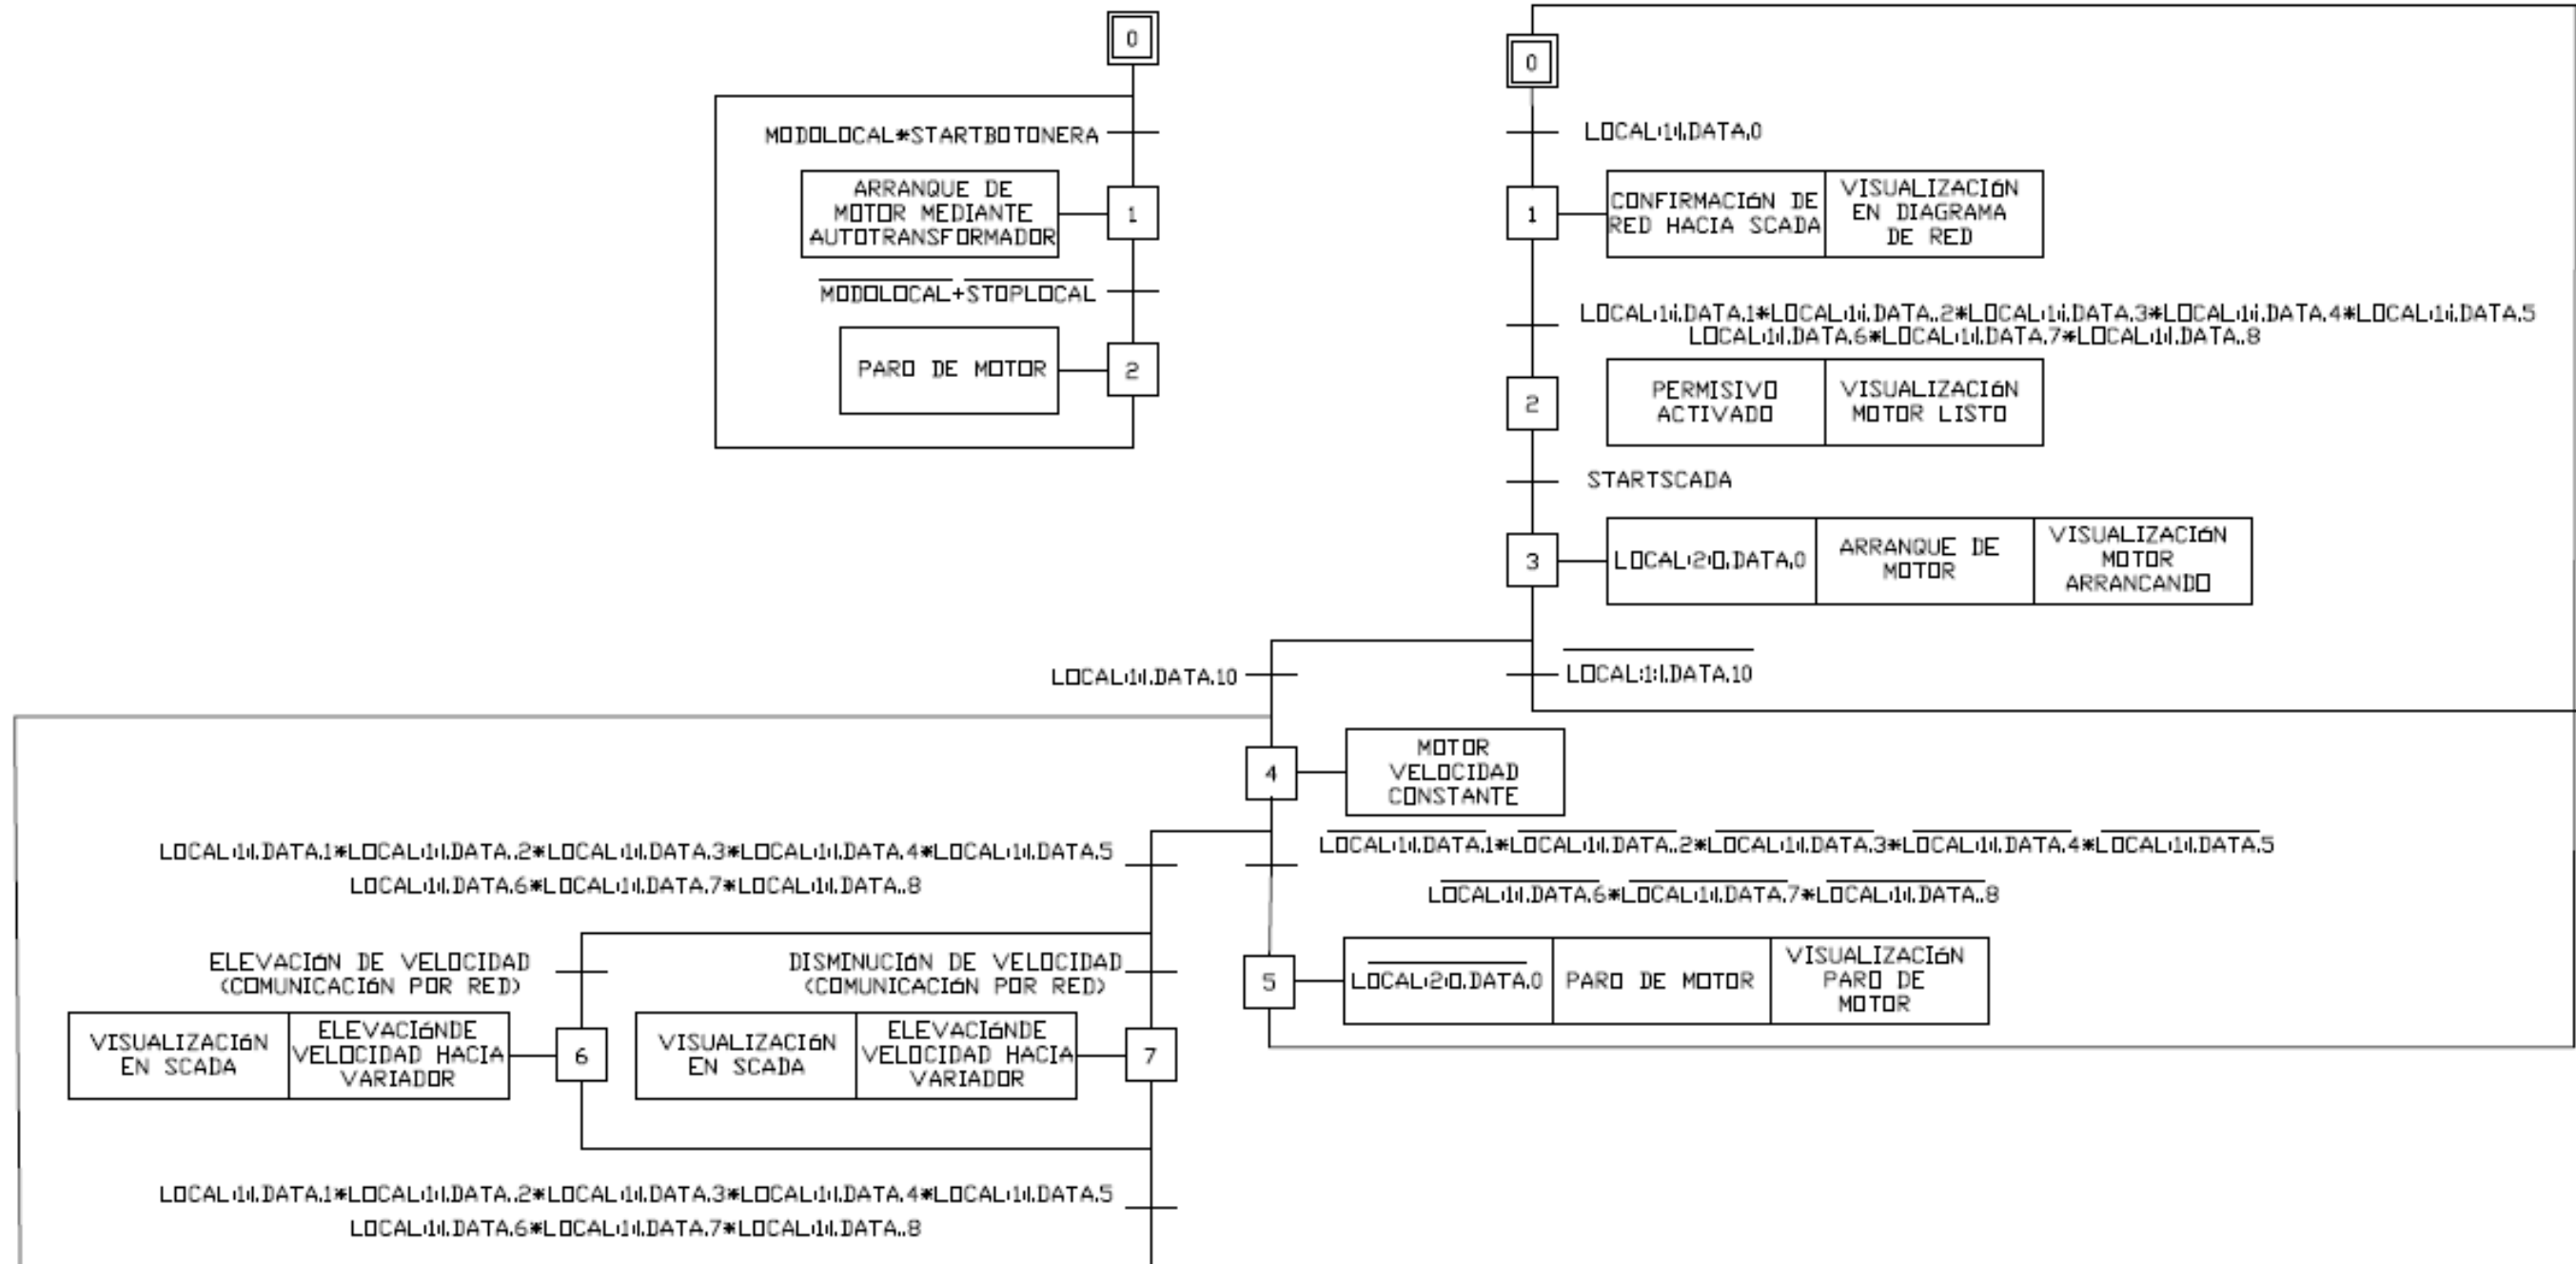 0
MODOLOCAL*STARTBOTONERA
ARRANQUE DE
MOTOR MEDIANTE
AUTOTRANSFORMADOR
1
MODOLOCAL+STOPLOCAL
PARO DE MOTOR
2
0
LOCAL:1:I.DATA.0
1
CONFIRMACIÓN DE
RED HACIA SCADA
VISUALIZACIÓN
EN DIAGRAMA
DE RED
LOCAL:1:I.DATA.1*LOCAL:1:I.DATA..2*LOCAL:1:I.DATA.3*LOCAL:1:I.DATA.4*LOCAL:1:I.DATA.5
LOCAL:1:I.DATA.6*LOCAL:1:I.DATA.7*LOCAL:1:I.DATA..8
2
PERMISIVO
ACTIVADO
VISUALIZACIÓN
MOTOR LISTO
STARTSCADA
3
LOCAL:2:O.DATA.0
ARRANQUE DE
MOTOR
VISUALIZACIÓN
MOTOR
ARRANCANDO
LOCAL:1:I.DATA.10
LOCAL:1:I.DATA.10
4
MOTOR
VELOCIDAD
CONSTANTE
LOCAL:1:I.DATA.1*LOCAL:1:I.DATA..2*LOCAL:1:I.DATA.3*LOCAL:1:I.DATA.4*LOCAL:1:I.DATA.5
LOCAL:1:I.DATA.6*LOCAL:1:I.DATA.7*LOCAL:1:I.DATA..8
LOCAL:1:I.DATA.1*LOCAL:1:I.DATA..2*LOCAL:1:I.DATA.3*LOCAL:1:I.DATA.4*LOCAL:1:I.DATA.5
LOCAL:1:I.DATA.6*LOCAL:1:I.DATA.7*LOCAL:1:I.DATA..8
ELEVACIÓN DE VELOCIDAD
(COMUNICACIÓN POR RED)
DISMINUCIÓN DE VELOCIDAD
(COMUNICACIÓN POR RED)
5
LOCAL:2:O.DATA.0
PARO DE MOTOR
VISUALIZACIÓN
PARO DE
MOTOR
VISUALIZACIÓN
EN SCADA
ELEVACIÓNDE
VELOCIDAD HACIA
VARIADOR
6
VISUALIZACIÓN
EN SCADA
ELEVACIÓNDE
VELOCIDAD HACIA
VARIADOR
7
LOCAL:1:I.DATA.1*LOCAL:1:I.DATA..2*LOCAL:1:I.DATA.3*LOCAL:1:I.DATA.4*LOCAL:1:I.DATA.5
LOCAL:1:I.DATA.6*LOCAL:1:I.DATA.7*LOCAL:1:I.DATA..8